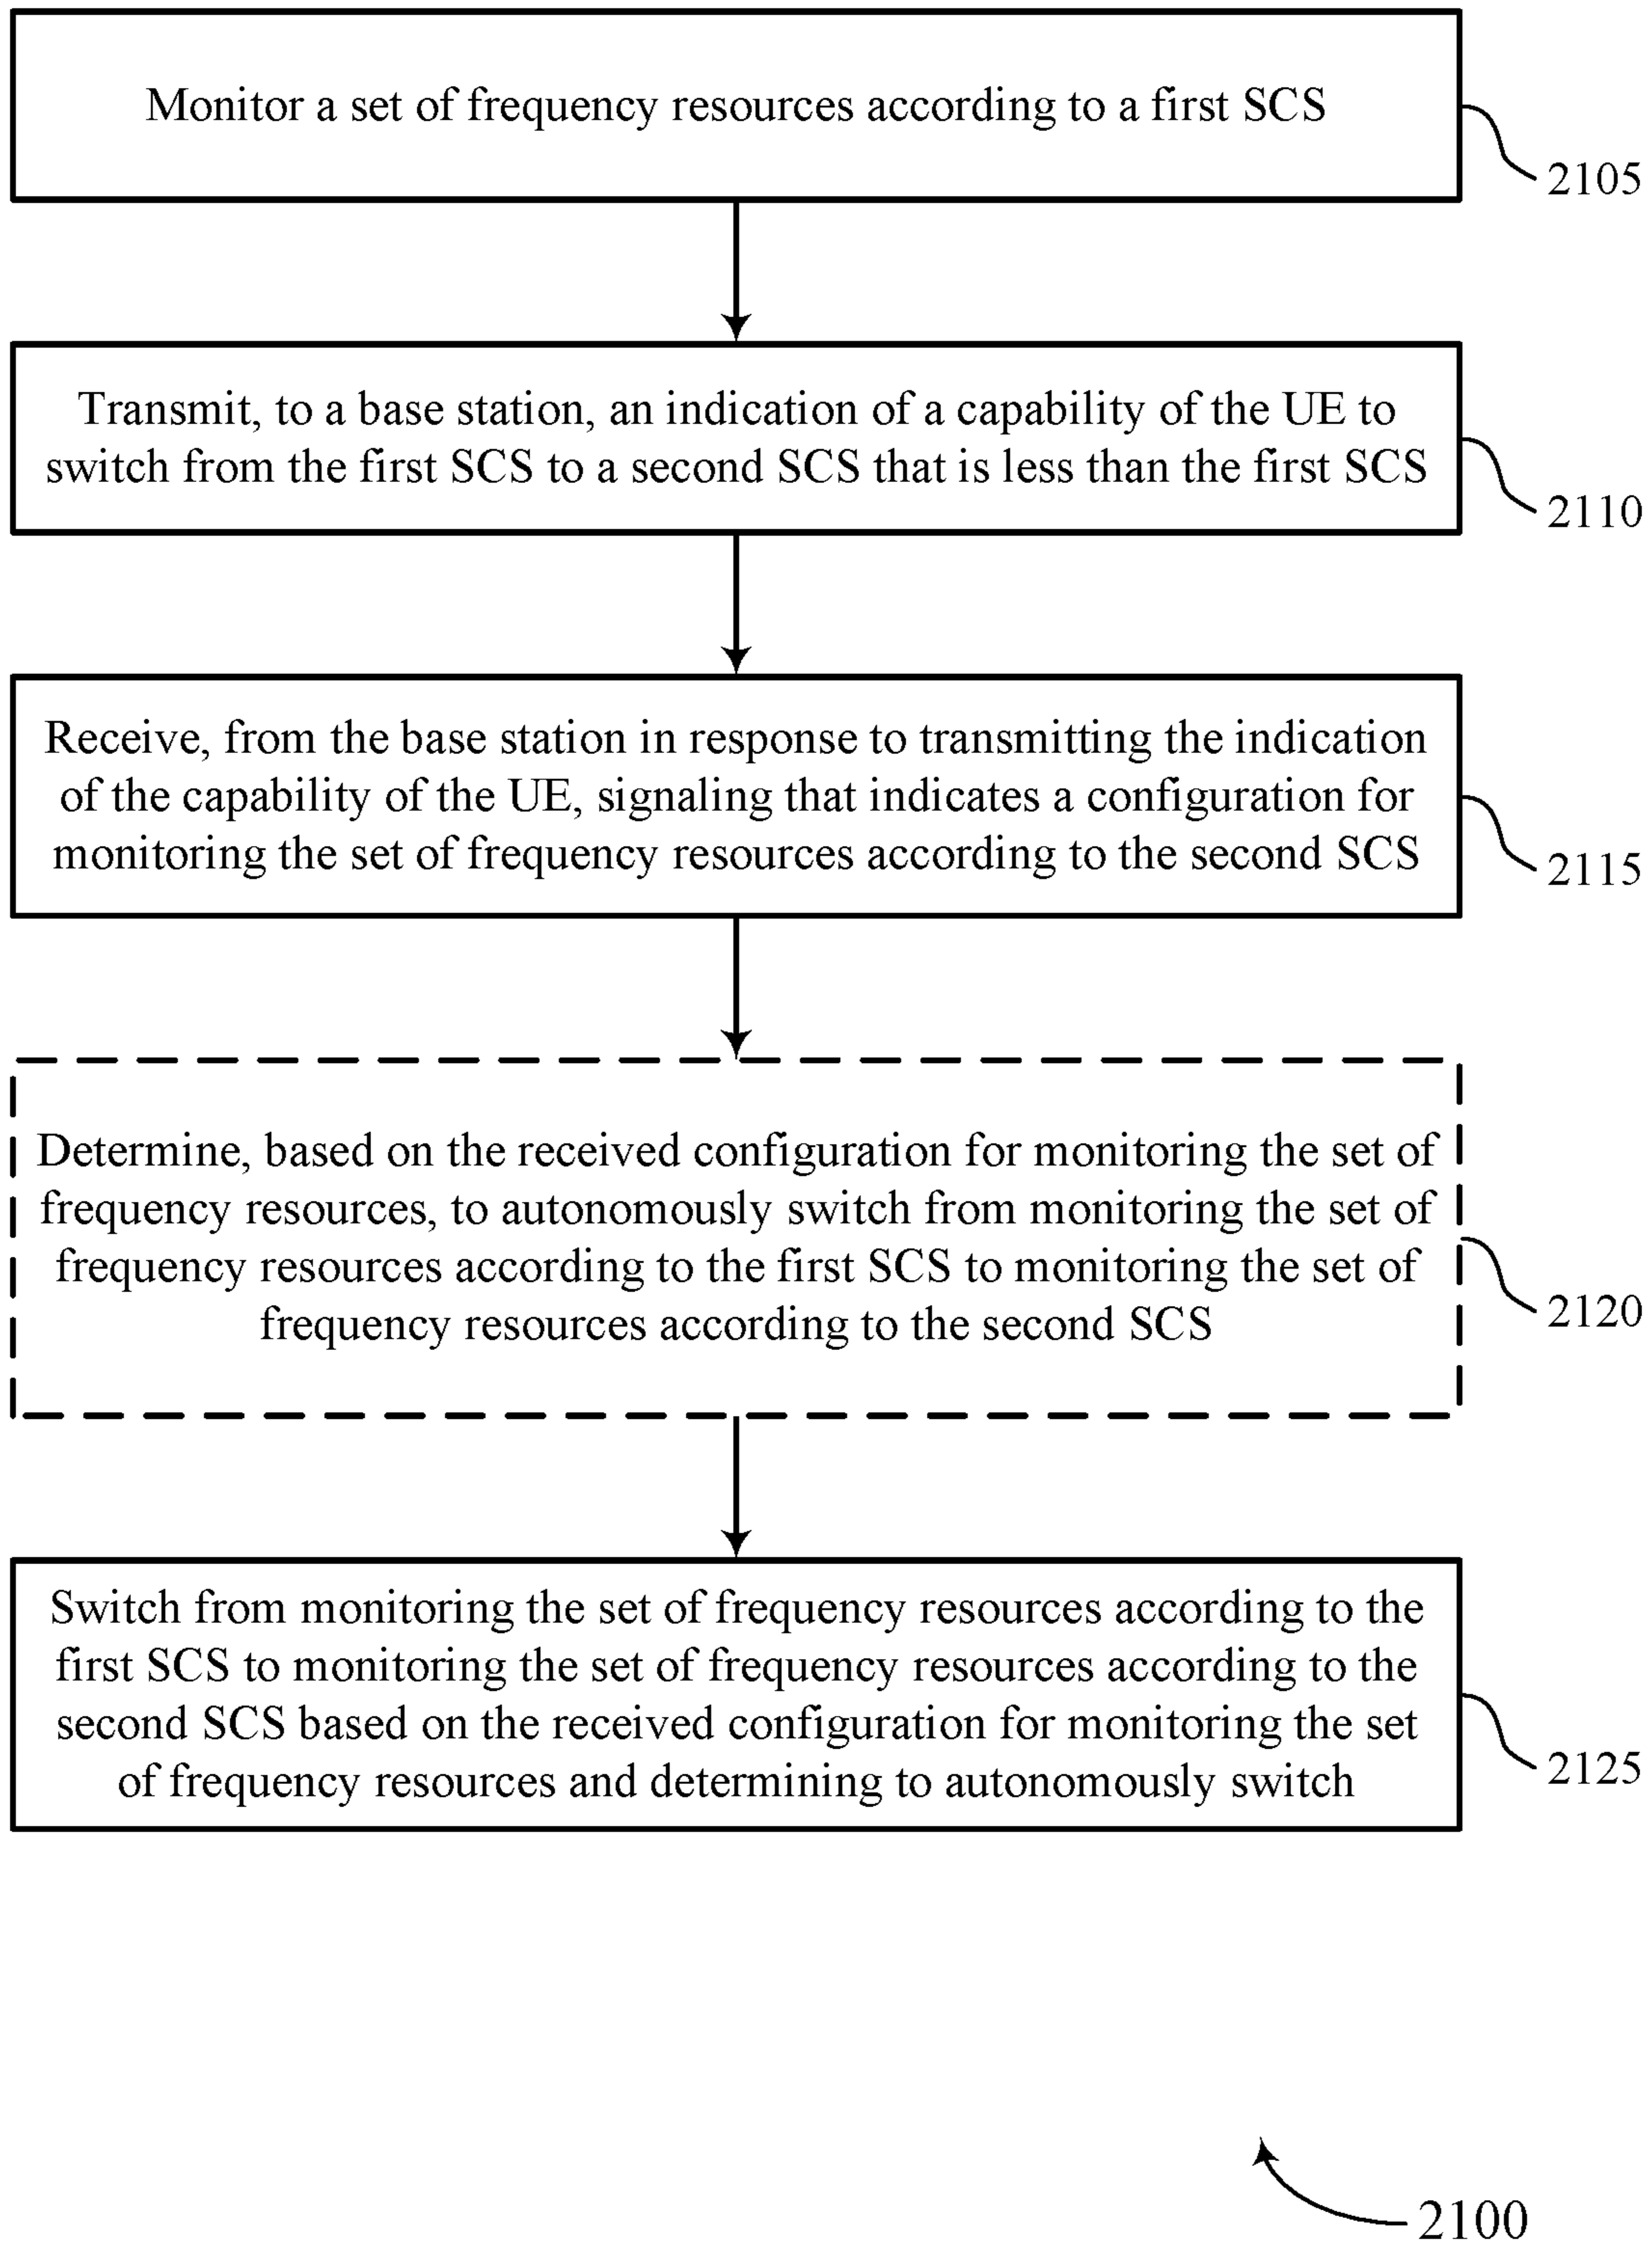 Monitor a set of frequency resources according to a first SCS
2105
Transmit, to a base station, an indication of a capability of the UE to
switch from the first SCS to a second SCS that is less than the first SCS
2110
Receive, from the base station in response to transmitting the indication
of the capability of the UE, signaling that indicates a configuration for
monitoring the set of frequency resources according to the second SCS
2115
Determine, based on the received configuration for monitoring the set of
frequency resources, to autonomously switch from monitoring the set of
frequency resources according to the first SCS to monitoring the set of
frequency resources according to the second SCS
2120
Switch from monitoring the set of frequency resources according to the
first SCS to monitoring the set of frequency resources according to the
second SCS based on the received configuration for monitoring the set
of frequency resources and determining to autonomously switch
2125
2100